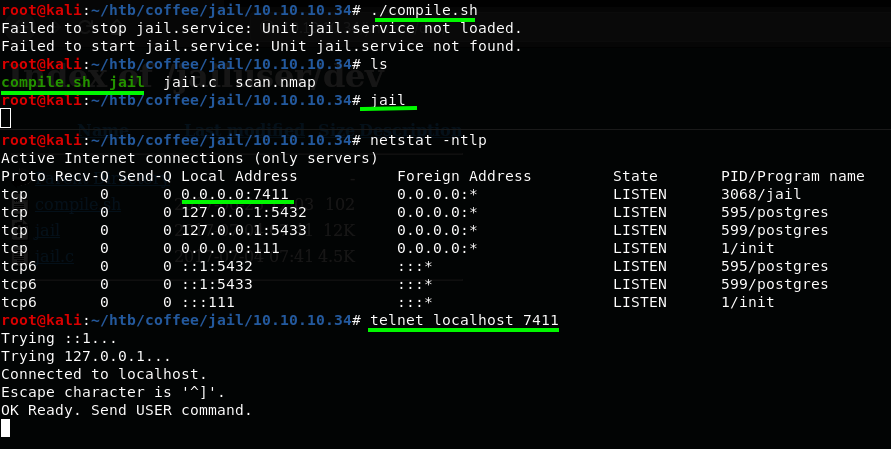 root@kali:~/htb/coffee/jail/10.10.10.34# ./compile.sh
Failed to stop jail.service: Unit jail.service not loaded.
Failed to start jail.service: Unit jail.service not found.
root@kali:~/htb/coffee/jail/10.10.10.34# ls
compile.sh  jail  jail.c  scan.nmap
root@kali:~/htb/coffee/jail/10.10.10.34# jail
root@kali:~/htb/coffee/jail/10.10.10.34# netstat -ntlp
Active Internet connections (only servers)
Proto Recv-Q Send-Q Local Address           Foreign Address         State       PID/Program name
tcp        0      0 0.0.0.0:7411            0.0.0.0:*               LISTEN      3068/jail
tcp        0      0 127.0.0.1:5432          0.0.0.0:*               LISTEN      595/postgres
tcp        0      0 127.0.0.1:5433          0.0.0.0:*               LISTEN      599/postgres
tcp        0      0 0.0.0.0:111             0.0.0.0:*               LISTEN      1/init
tcp6       0      0 ::1:5432                :::*                    LISTEN      595/postgres
tcp6       0      0 ::1:5433                :::*                    LISTEN      599/postgres
tcp6       0      0 :::111                  :::*                    LISTEN      1/init
root@kali:~/htb/coffee/jail/10.10.10.34# telnet localhost 7411
Trying ::1...
Trying 127.0.0.1...
Connected to localhost.
Escape character is '^]'.
OK Ready. Send USER command.